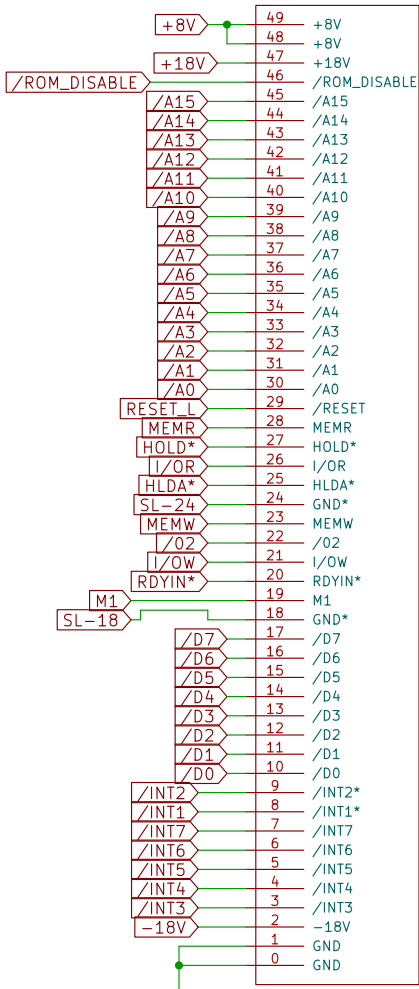 +8V 49 +8V
48 +8V
+18V 47 +18V
/ROM_DISABLE 46 /ROM_DISABLE
/A15 45 /A15
/A14 44 /A14
/A13 43 /A13
/A12 42 /A12
/A11 41 /A11
/A10 40 /A10
/A9 39 /A9
/A8 38 /A8
/A7 37 /A7
/A6 36 /A6
/A5 35 /A5
/A4 34 /A4
/A3 33 /A3
/A2 32 /A2
/A1 31 /A1
/A0 30 /A0
RESET_L 29 /RESET
MEMR 28 MEMR
HOLD* 27 HOLD*
I/OR 26 I/OR
HLDA* 25 HLDA*
SL-24 24 GND*
MEMW 23 MEMW
/02 22 /02
I/OW 21 I/OW
RDYIN* 20 RDYIN*
M1 19 M1
SL-18 18 GND*
/D7 17 /D7
/D6 16 /D6
/D5 15 /D5
/D4 14 /D4
/D3 13 /D3
/D2 12 /D2
/D1 11 /D1
/D0 10 /D0
/INT2 9 /INT2*
/INT1 8 /INT1*
/INT7 7 /INT7
/INT6 6 /INT6
/INT5 5 /INT5
/INT4 4 /INT4
/INT3 3 /INT3
-18V 2 -18V
1 GND
0 GND